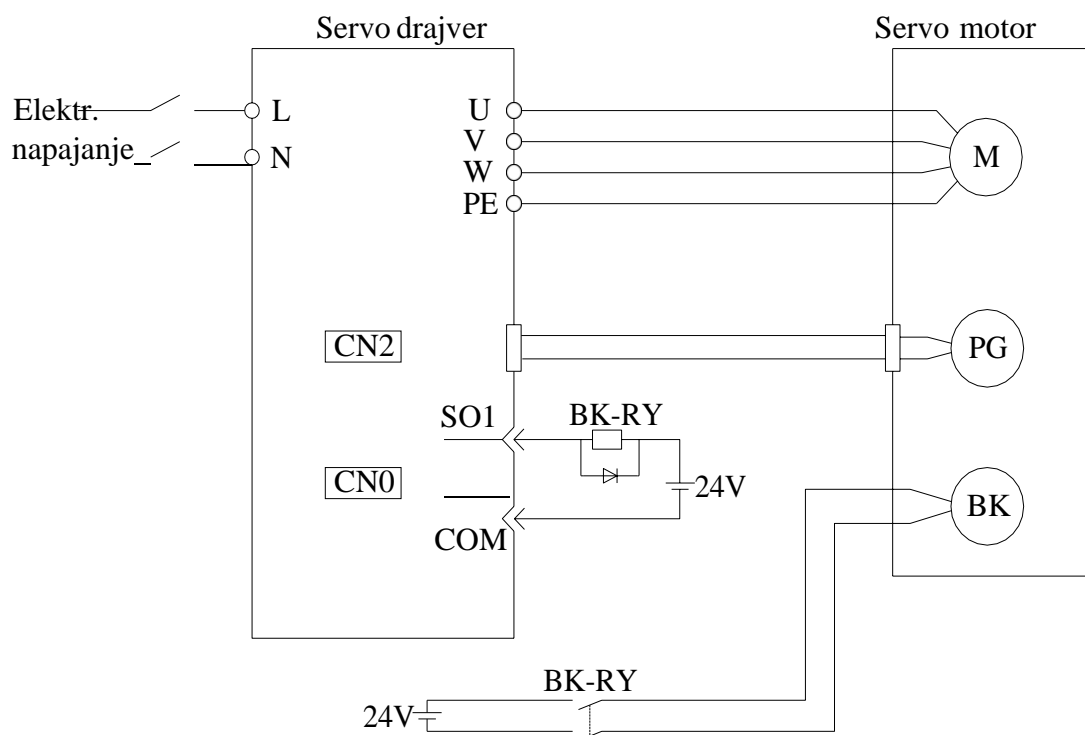 Servo drajver
Servo motor
Elektr.
napajanje
L
N
U
V
W
PE
M
CN2
PG
SO1
BK-RY
CN0
24V
COM
BK
BK-RY
24V